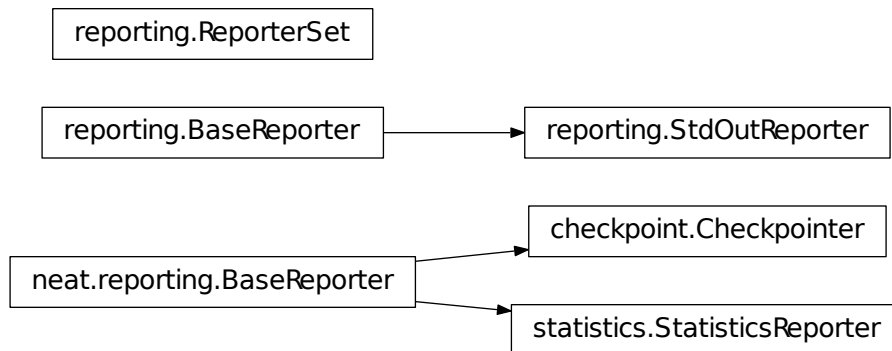 reporting.ReporterSet
reporting.BaseReporter
reporting.StdOutReporter
checkpoint.Checkpointer
neat.reporting.BaseReporter
statistics.StatisticsReporter